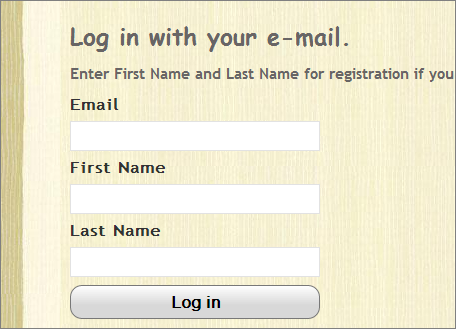 Log in with your e-mail.
Enter First Name and Last Name for registration if you
Email
First Name
Last Name
Log in